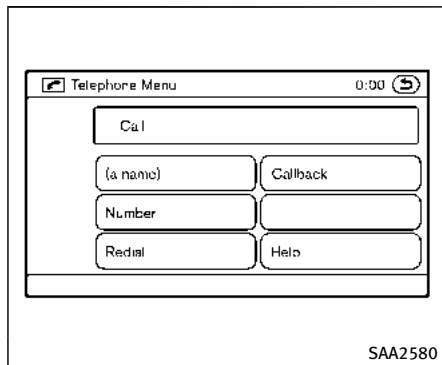 Telephone Menu 0:00
Call
(a name) Callback
Number
Redial Help
SAA2580